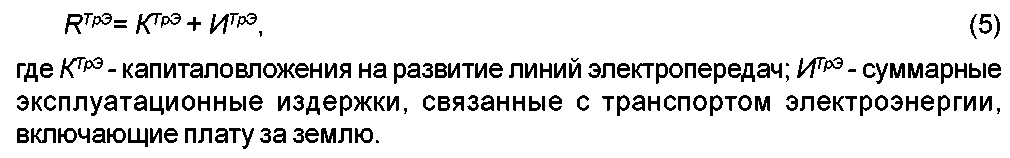 R^ТрЭ= К^ТрЭ + И^ТрЭ, (5)
где К^ТрЭ - капиталовложения на развитие линий электропередач; И^ТрЭ - суммарные
эксплуатационные издержки, связанные с транспортом электроэнергии,
включающие плату за землю.